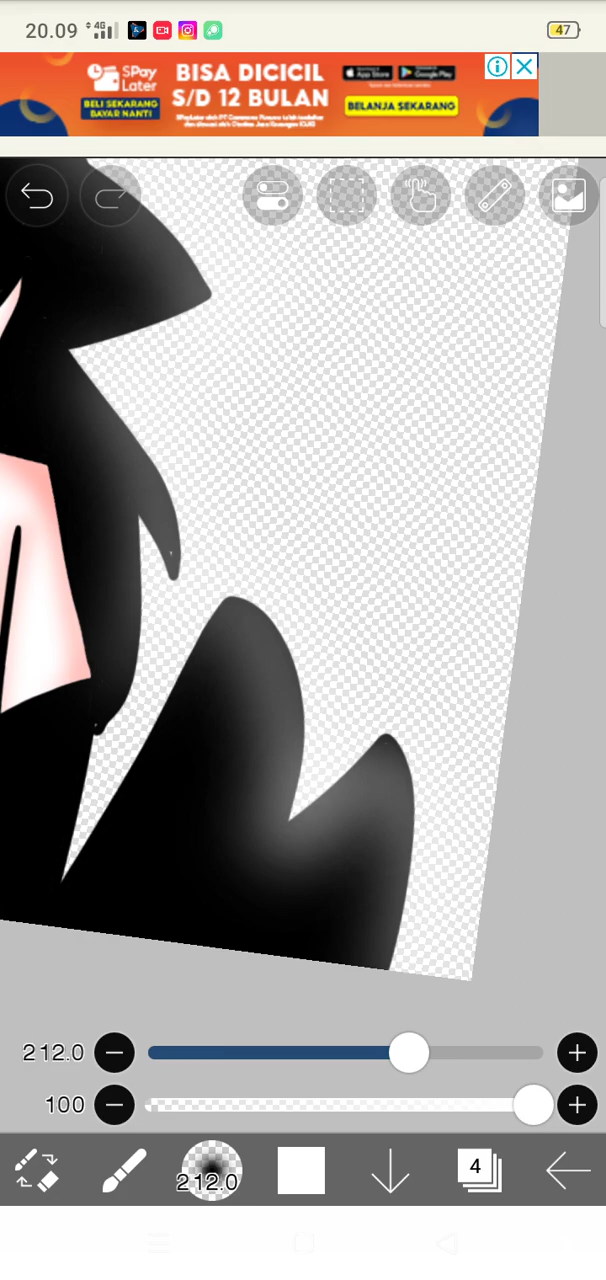 20.09
4G
47
SPay
Later
BELI SEKARANG
BAYAR NANTI!
BISA DICICIL
S/D 12 BULAN
App Store
Google Play
BELANJA SEKARANG
212.0
100
212.0
4